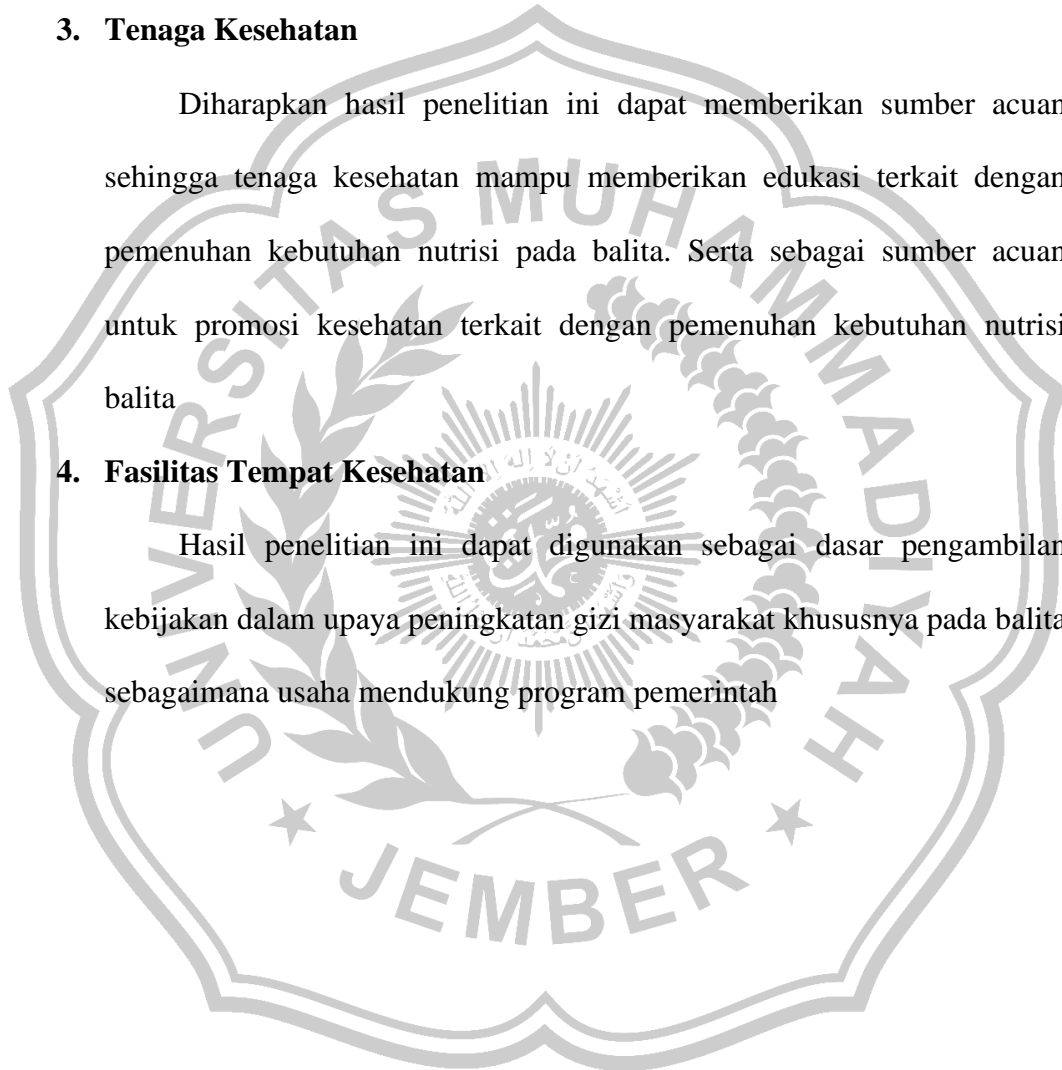 3. Tenaga Kesehatan
Diharapkan hasil penelitian ini dapat memberikan sumber acuan
sehingga tenaga kesehatan mampu memberikan edukasi terkait dengan
pemenuhan kebutuhan nutrisi pada balita. Serta sebagai sumber acuan
untuk promosi kesehatan terkait dengan pemenuhan kebutuhan nutrisi
balita
4. Fasilitas Tempat Kesehatan
Hasil penelitian ini dapat digunakan sebagai dasar pengambilan
kebijakan dalam upaya peningkatan gizi masyarakat khususnya pada balita
sebagaimana usaha mendukung program pemerintah
UNIVERSITAS MUHAMMADIYAH
JEMBER